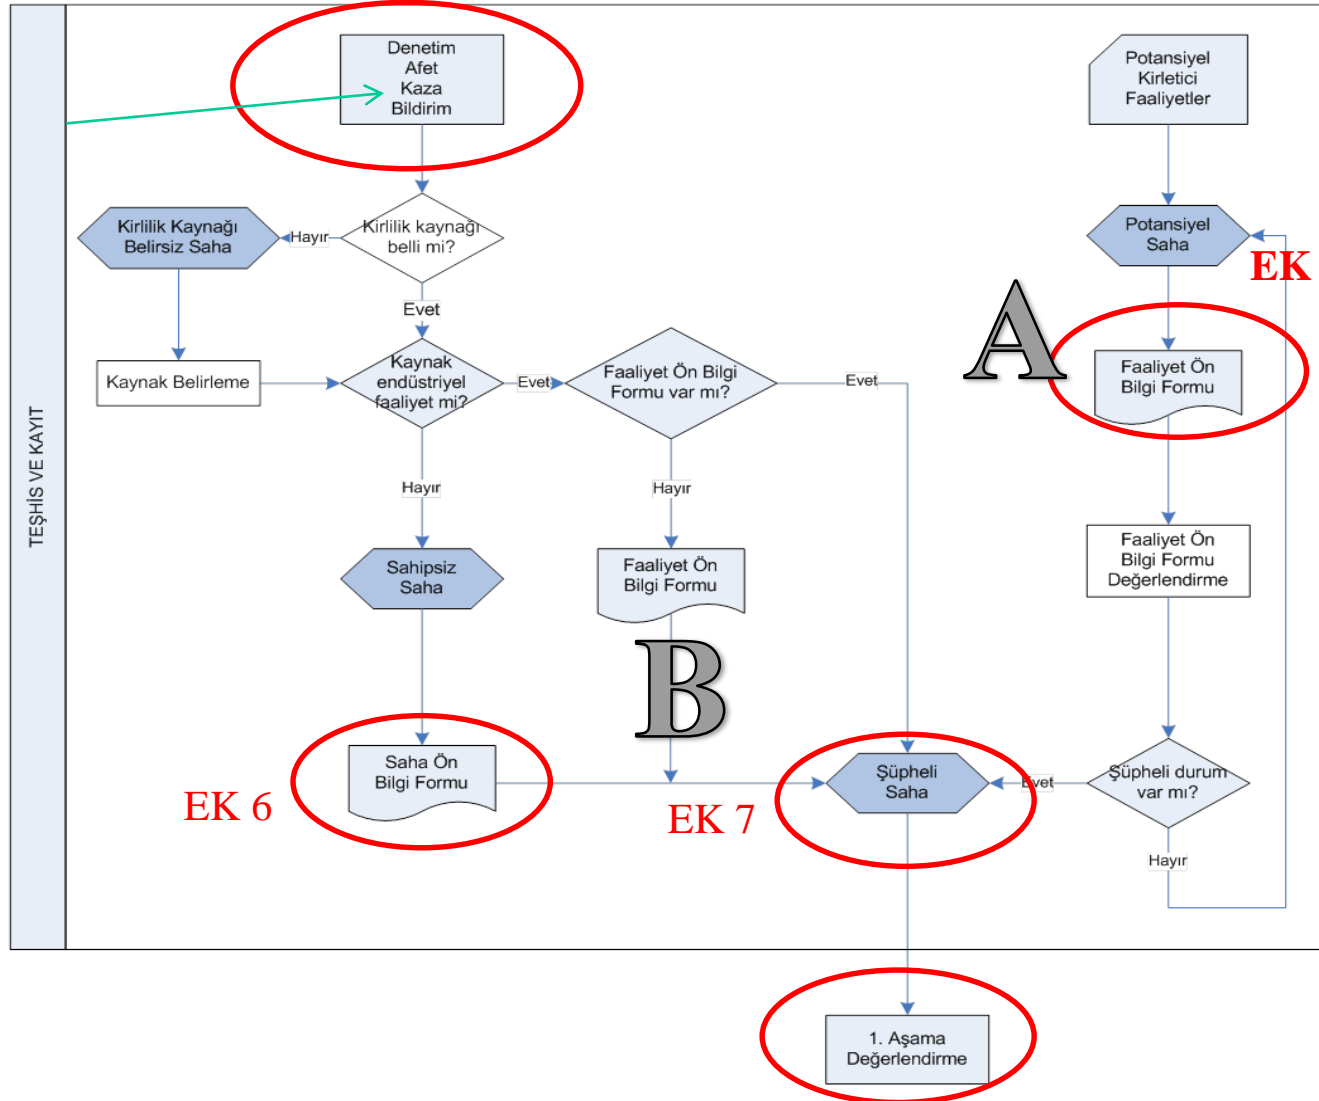 TEŞHİS VE KAYIT
Denetim
Afet
Kaza
Bildirim
Potansiyel
Kirletici
Faaliyetler
Kirlilik Kaynağı
Belirsiz Saha
Hayır
Kirlilik kaynağı
belli mi?
Potansiyel
Saha
EK
Evet
A
Kaynak Belirleme
Kaynak
endüstriyel
faaliyet mi?
Evet
Faaliyet Ön Bilgi
Formu var mı?
Evet
Faaliyet Ön
Bilgi Formu
Hayır
Hayır
Sahipsiz
Saha
Faaliyet Ön
Bilgi Formu
Faaliyet Ön
Bilgi Formu
Değerlendirme
B
Saha Ön
Bilgi Formu
EK 6
EK 7
Şüpheli
Saha
Evet
Şüpheli durum
var mı?
Hayır
1. Aşama
Değerlendirme